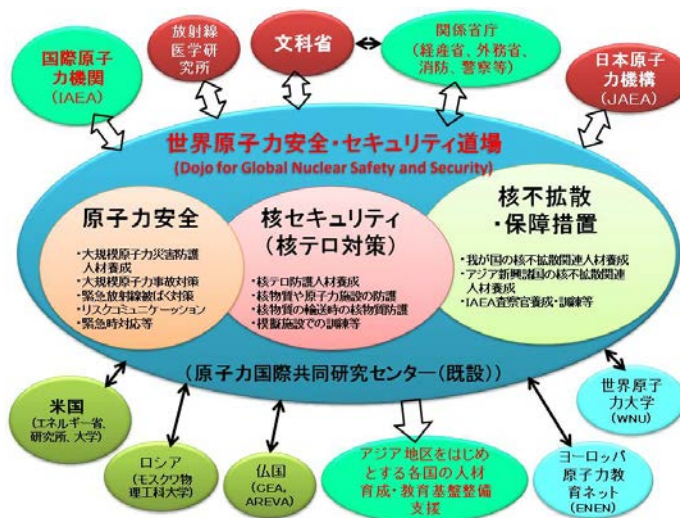 国際原子
力機関
(IAEA)
放射線
医学研
究所
文科省
関係省庁
(経産省、外務省、
消防、警察等)
日本原子
力機構
(JAEA)
世界原子力安全・セキュリティ道場
(Dojo for Global Nuclear Safety and Security)
原子力安全
・大規模原子力災害防護
人材養成
・大規模原子力事故対策
・緊急放射線被ばく対策
・リスクコミュニケーション
・緊急時対応等
核セキュリティ
(核テロ対策)
・核テロ防護人材養成
・核物質や原子力施設の防護
・核物質の輸送時の核物質防護
・模擬施設での訓練等
核不拡散
・保障措置
・我が国の核不拡散関連人材養成
・アジア新興諸国の核不拡散関連
人材養成
・IAEA査察官養成・訓練等
(原子力国際共同研究センター(既設))
米国
(エネルギー省、
研究所、大学)
ロシア
(モスクワ物
理工科大学)
仏国
(CEA,
AREVA)
アジア地区をはじめ
とする各国の人材
育成・教育基盤整備
支援
ヨーロッパ
原子力教
育ネット
(ENEN)
世界原子
力大学
(WNU)